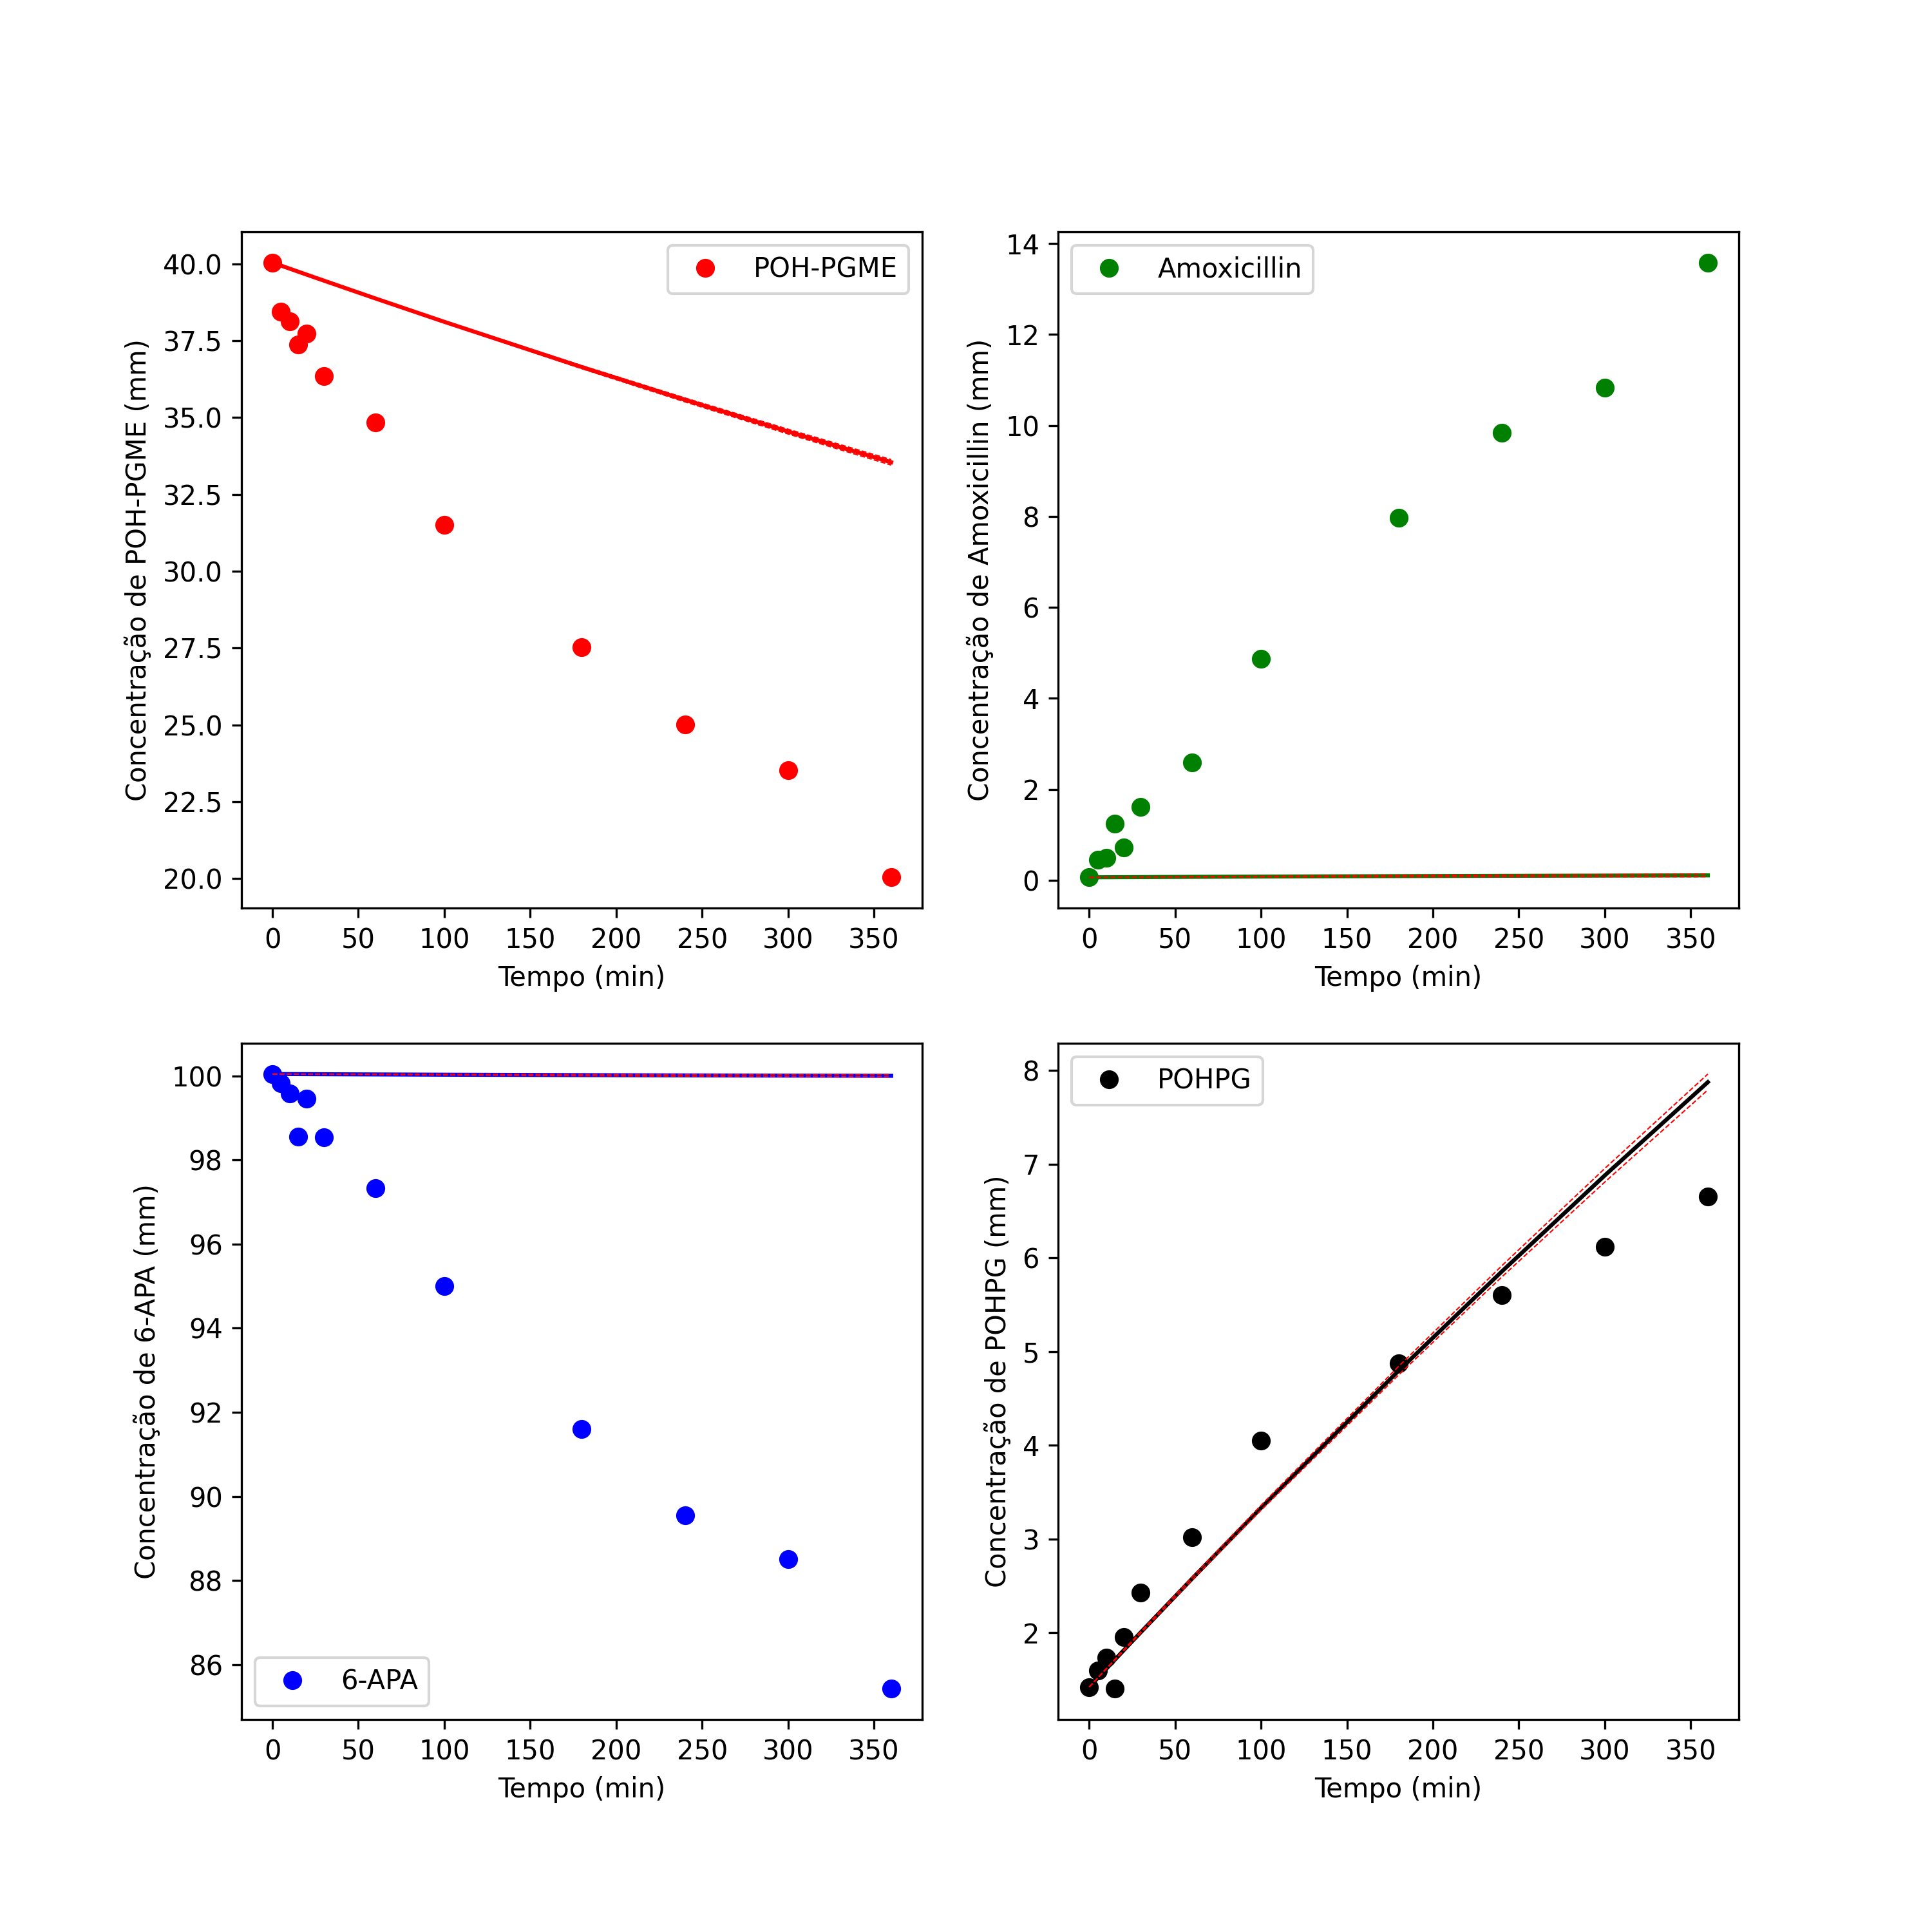 POH-PGME
Concentração de POH-PGME (mm)
40.0
37.5
35.0
32.5
30.0
27.5
25.0
22.5
20.0
0 50 100 150 200 250 300 350
Tempo (min)
Amoxicillin
Concentração de Amoxicillin (mm)
14
12
10
8
6
4
2
0
0 50 100 150 200 250 300 350
Tempo (min)
6-APA
Concentração de 6-APA (mm)
100
98
96
94
92
90
88
86
0 50 100 150 200 250 300 350
Tempo (min)
POHPG
Concentração de POHPG (mm)
8
7
6
5
4
3
2
0 50 100 150 200 250 300 350
Tempo (min)